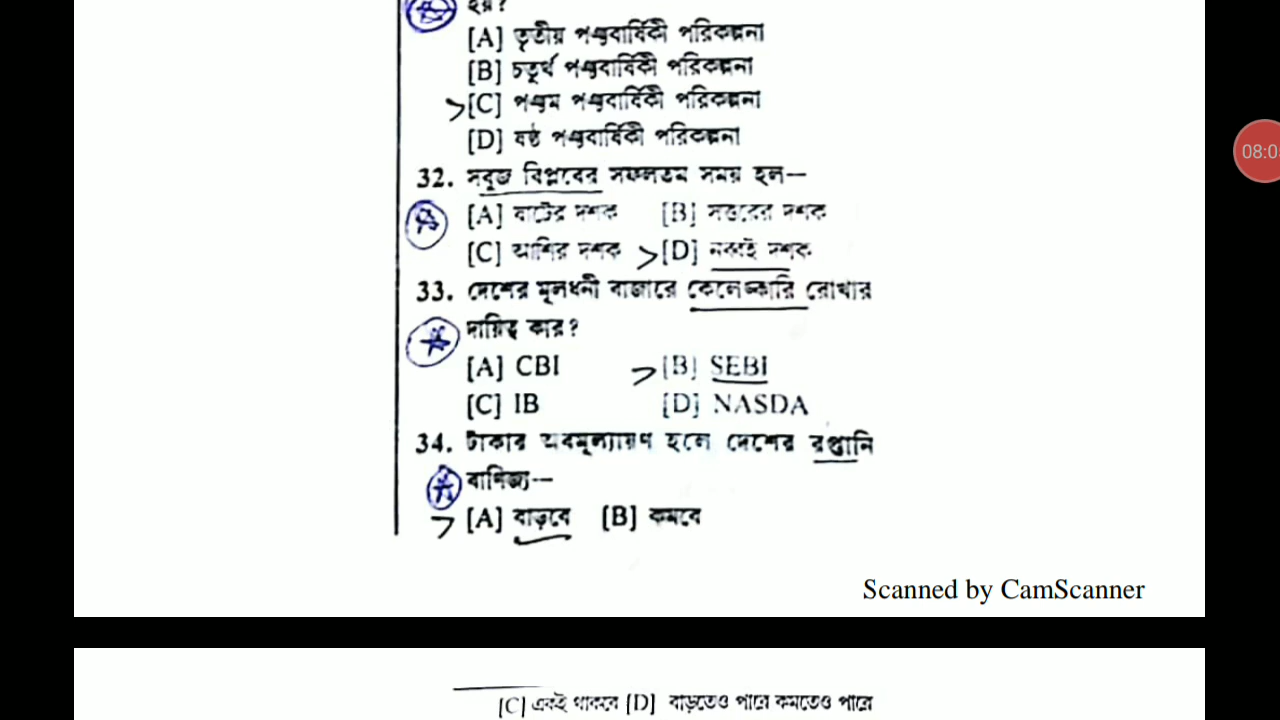 হয়?
[A] তৃতীয় পঞ্চবার্ষিকী পরিকল্পনা
[B] চতুর্থ পঞ্চবার্ষিকী পরিকল্পনা
[C] পঞ্চম পঞ্চবার্ষিকী পরিকল্পনা
[D] ষষ্ঠ পঞ্চবার্ষিকী পরিকল্পনা
32. সবুজ বিপ্লবের সফলতম সময় হল—
[A] ষাটের দশক [B] সত্তরের দশক
[C] আশির দশক [D] নব্বই দশক
33. দেশের মূলধনী বাজারে কেলেঙ্কারি রোখার
দায়িত্ব কার?
[A] CBI [B] SEBI
[C] IB [D] NASDA
34. টাকার অবমূল্যায়ণ হলে দেশের রপ্তানি
বাণিজ্য—
[A] বাড়বে [B] কমবে
Scanned by CamScanner
[C] একই থাকবে [D] বাড়তেও পারে কমতেও পারে
08:0